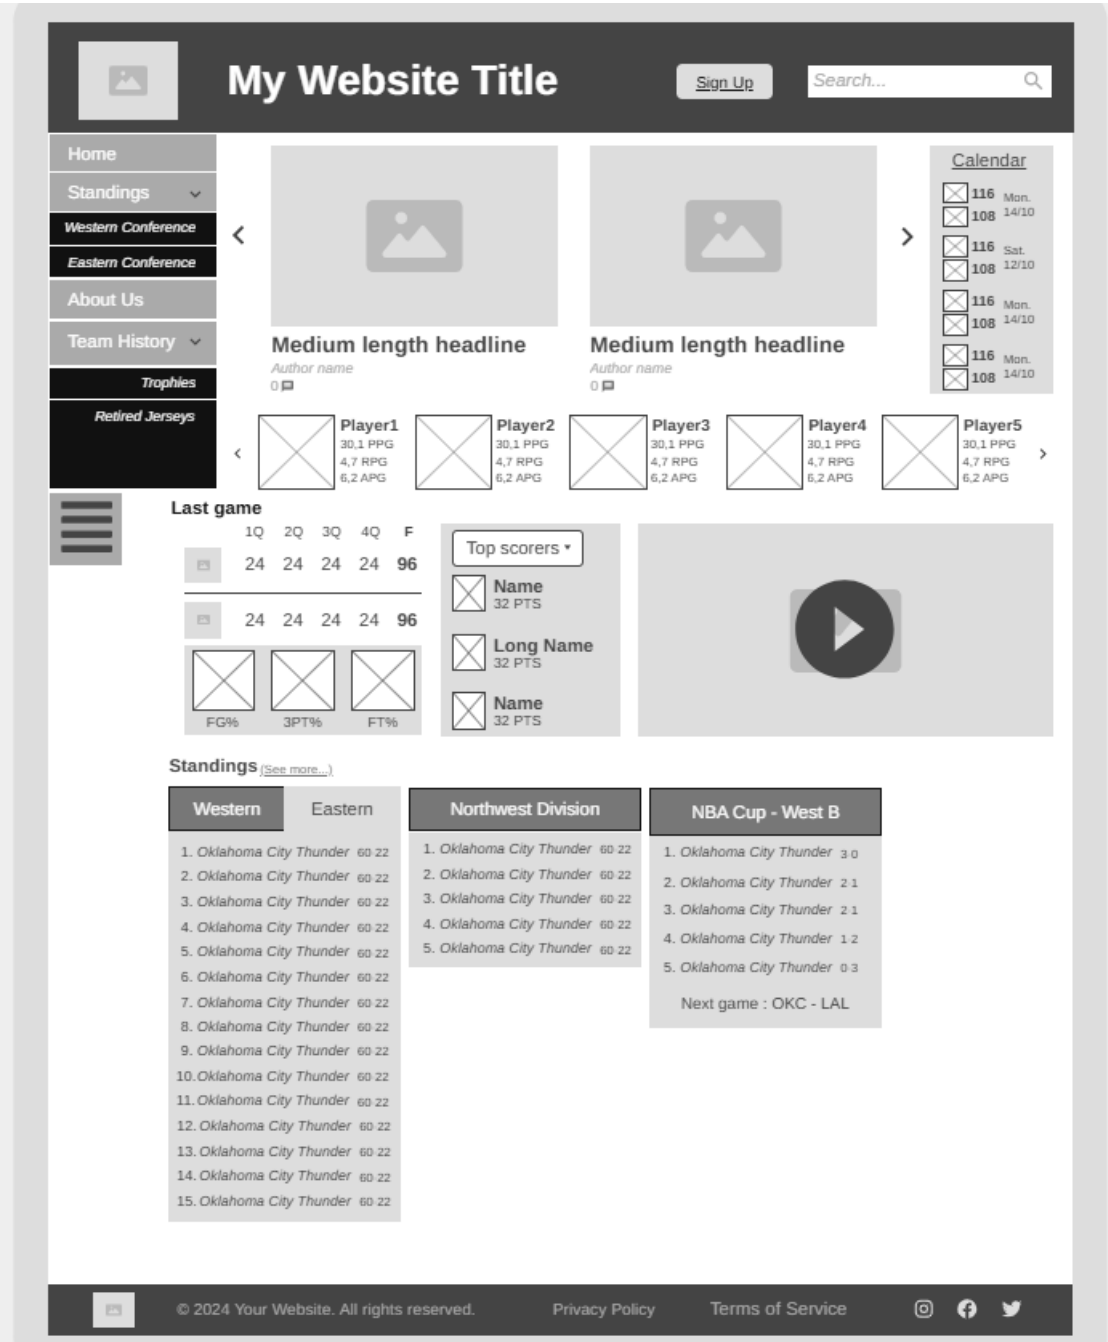 My Website Title
Sign Up
Search...
Home
Standings
Western Conference
Eastern Conference
About Us
Team History
Trophies
Retired Jerseys
Medium length headline
Author name
0
Medium length headline
Author name
0
Calendar
116 Mon.
108 14/10
116 Sat.
108 12/10
116 Mon.
108 14/10
116 Mon.
108 14/10
Player1
30,1 PPG
4,7 RPG
6,2 APG
Player2
30,1 PPG
4,7 RPG
6,2 APG
Player3
30,1 PPG
4,7 RPG
6,2 APG
Player4
30,1 PPG
4,7 RPG
6,2 APG
Player5
30,1 PPG
4,7 RPG
6,2 APG
Last game
1Q 2Q 3Q 4Q F
24 24 24 24 96
24 24 24 24 96
FG% 3PT% FT%
Top scorers
Name
32 PTS
Long Name
32 PTS
Name
32 PTS
Standings (See more...)
Western Eastern
1. Oklahoma City Thunder 60-22
2. Oklahoma City Thunder 60-22
3. Oklahoma City Thunder 60-22
4. Oklahoma City Thunder 60-22
5. Oklahoma City Thunder 60-22
6. Oklahoma City Thunder 60-22
7. Oklahoma City Thunder 60-22
8. Oklahoma City Thunder 60-22
9. Oklahoma City Thunder 60-22
10. Oklahoma City Thunder 60-22
11. Oklahoma City Thunder 60-22
12. Oklahoma City Thunder 60-22
13. Oklahoma City Thunder 60-22
14. Oklahoma City Thunder 60-22
15. Oklahoma City Thunder 60-22
Northwest Division
1. Oklahoma City Thunder 60-22
2. Oklahoma City Thunder 60-22
3. Oklahoma City Thunder 60-22
4. Oklahoma City Thunder 60-22
5. Oklahoma City Thunder 60-22
NBA Cup - West B
1. Oklahoma City Thunder 3-0
2. Oklahoma City Thunder 2-1
3. Oklahoma City Thunder 2-1
4. Oklahoma City Thunder 1-2
5. Oklahoma City Thunder 0-3
Next game : OKC - LAL
© 2024 Your Website. All rights reserved.
Privacy Policy
Terms of Service